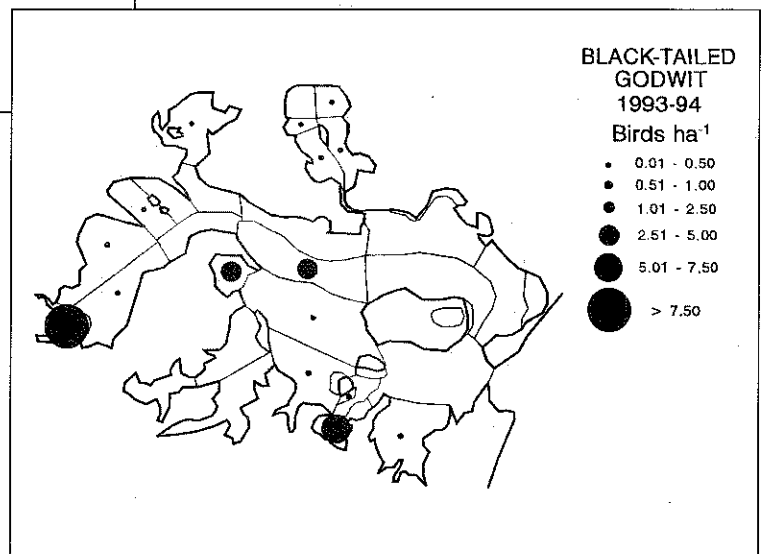 BLACK-TAILED
GODWIT
1993-94
Birds ha⁻¹
0.01 - 0.50
0.51 - 1.00
1.01 - 2.50
2.51 - 5.00
5.01 - 7.50
> 7.50